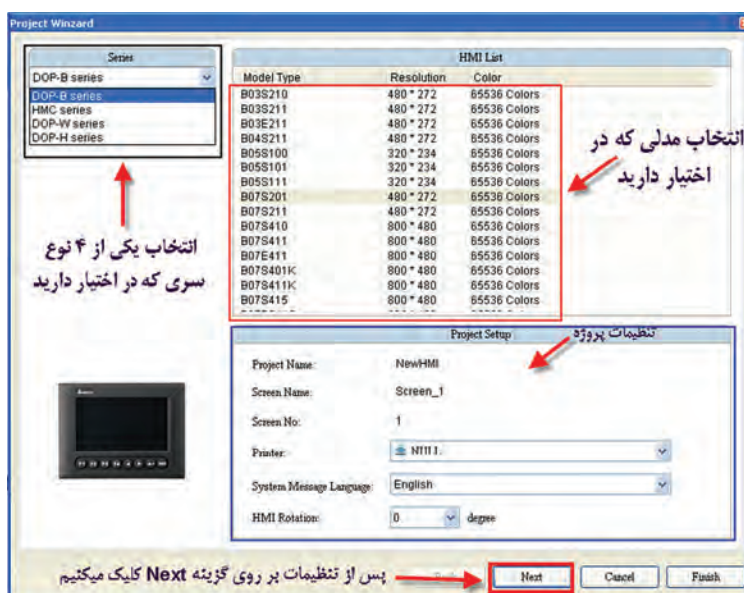 Project Winzard
Series
DOP-B series
DOP-B series
HMC series
DOP-W series
DOP-H series
انتخاب یکی از ۴ نوع
سری که در اختیار دارید
HMI List
Model Type Resolution Color
B03S210 480 * 272 65536 Colors
B03S211 480 * 272 65536 Colors
B03E211 480 * 272 65536 Colors
B04S211 480 * 272 65536 Colors
B05S100 320 * 234 65536 Colors
B05S101 320 * 234 65536 Colors
B05S111 320 * 234 65536 Colors
B07S201 480 * 272 65536 Colors
B07S211 480 * 272 65536 Colors
B07S410 800 * 480 65536 Colors
B07S411 800 * 480 65536 Colors
B07E411 800 * 480 65536 Colors
B07S401K 800 * 480 65536 Colors
B07S411K 800 * 480 65536 Colors
B07S415 800 * 480 65536 Colors
انتخاب مدلی که در
اختیار دارید
Project Setup
تنظیمات پروژه
Project Name: NewHMI
Screen Name: Screen_1
Screen No: 1
Printer:
System Message Language: English
HMI Rotation: 0 degree
پس از تنظیمات بر روی گزینه Next کلیک میکنیم
Next Cancel Finish